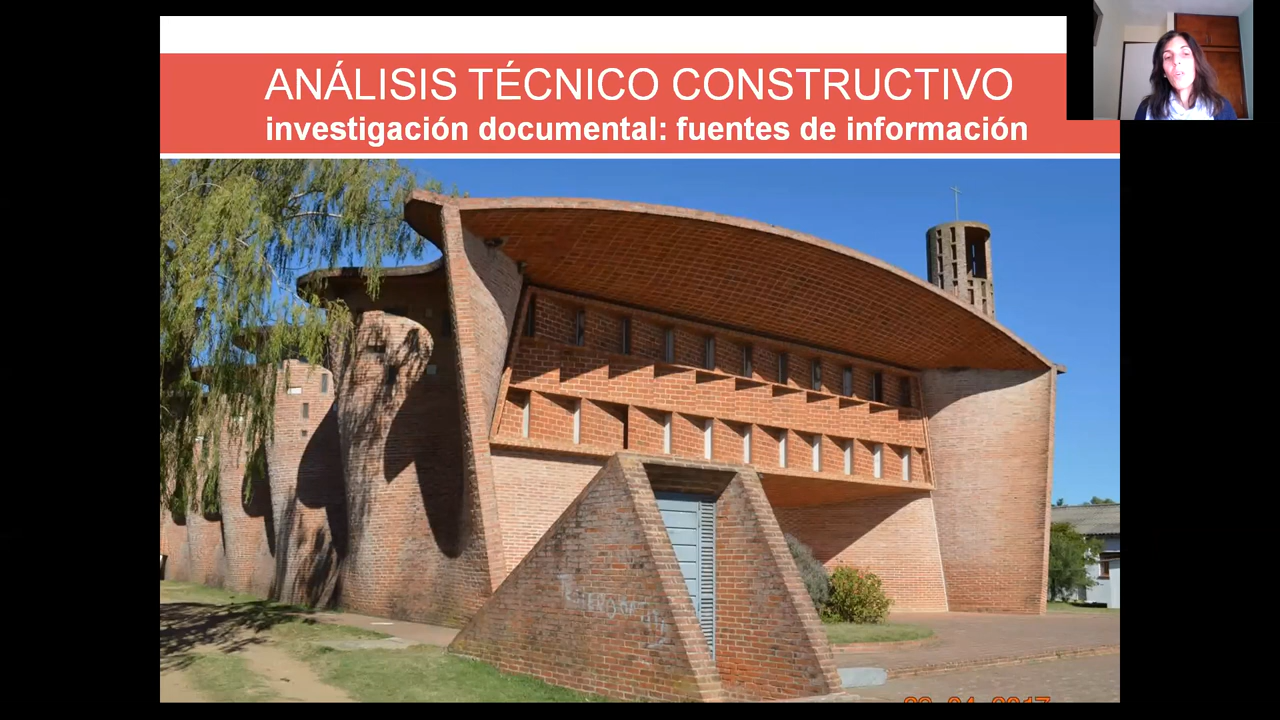 ANÁLISIS TÉCNICO CONSTRUCTIVO
investigación documental: fuentes de información